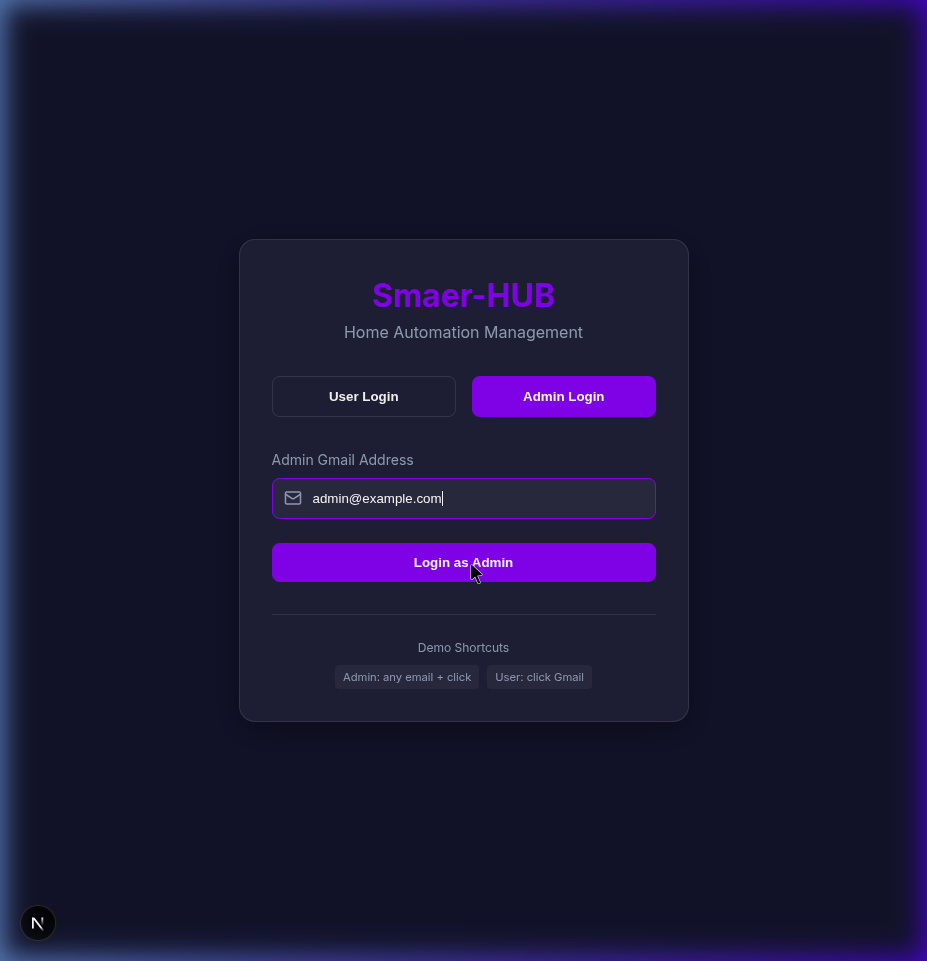 Smaer-HUB
Home Automation Management
User Login Admin Login
Admin Gmail Address
admin@example.com
Login as Admin
Demo Shortcuts
Admin: any email + click User: click Gmail
N